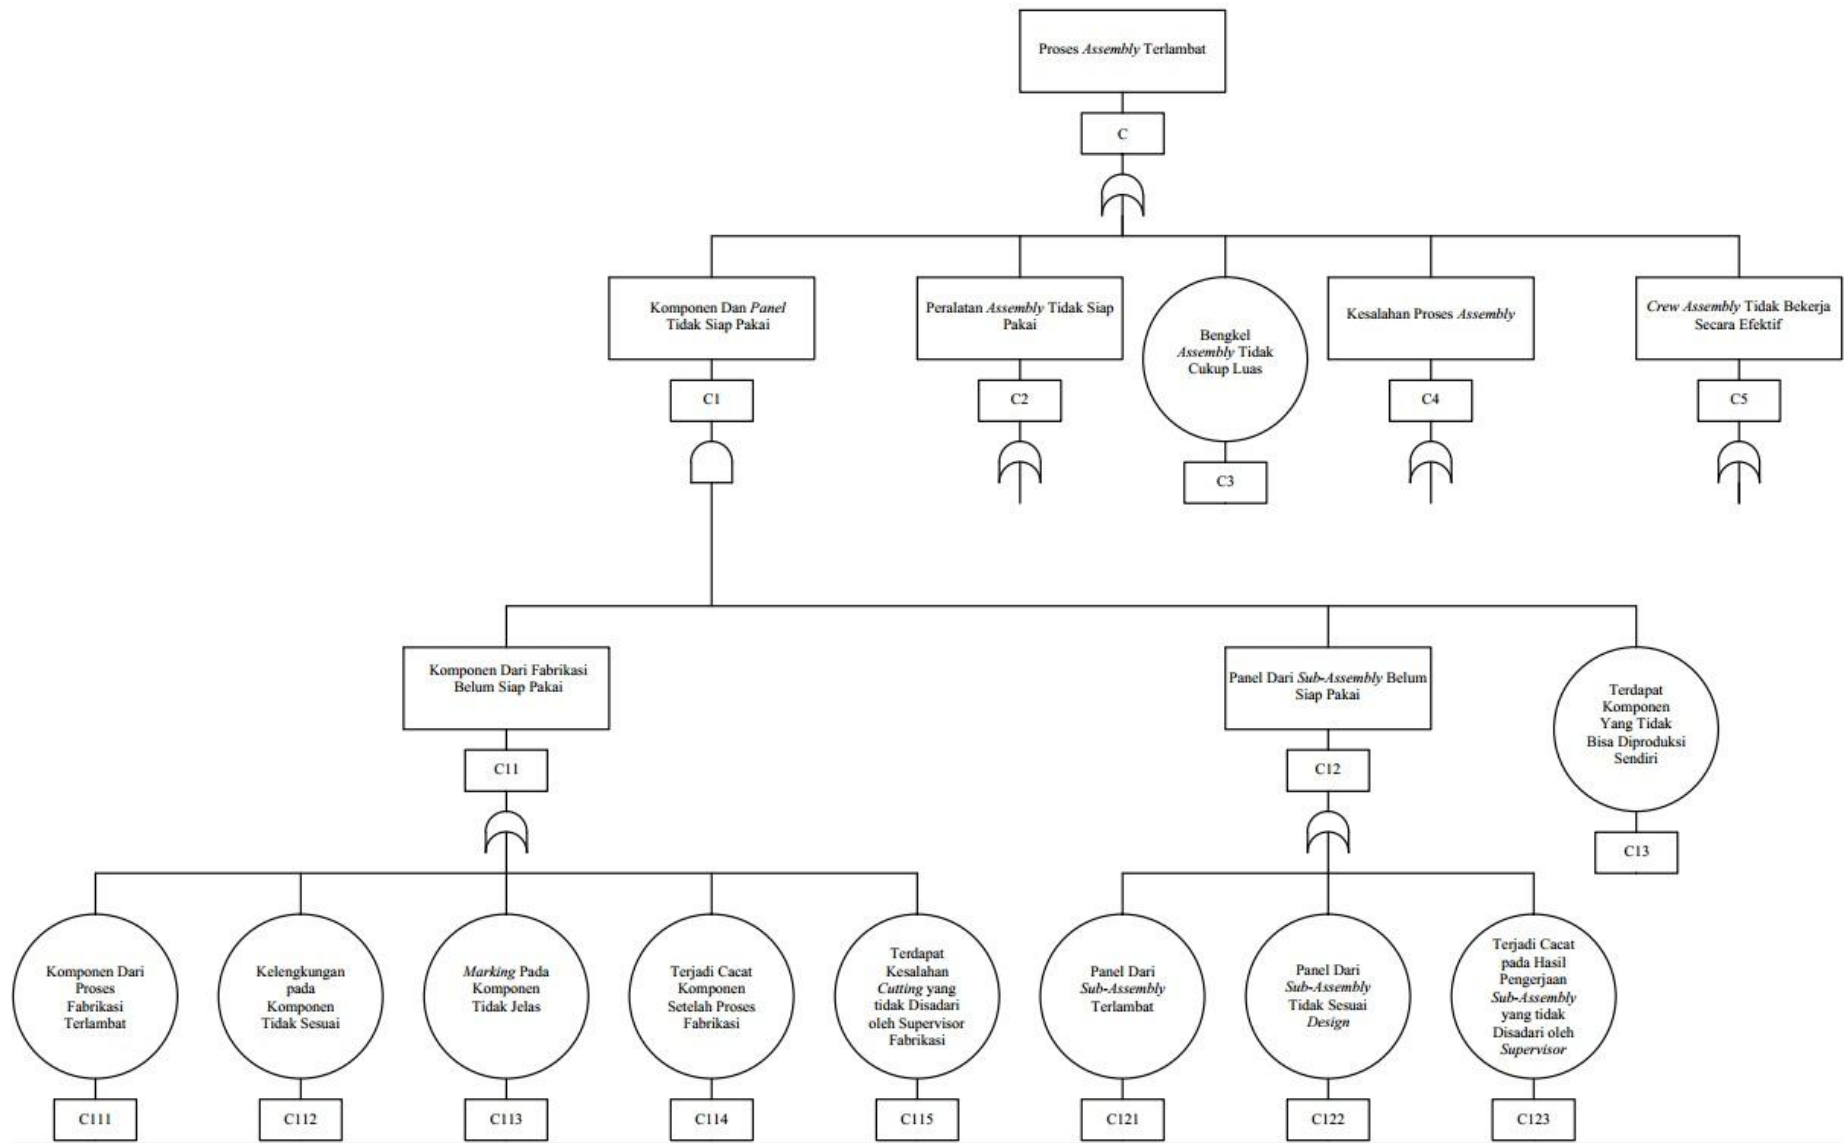 Proses Assembly Terlambat
C
Komponen Dan Panel
Tidak Siap Pakai
C1
Peralatan Assembly Tidak Siap
Pakai
C2
Bengkel
Assembly Tidak
Cukup Luas
C3
Kesalahan Proses Assembly
C4
Crew Assembly Tidak Bekerja
Secara Efektif
C5
Komponen Dari Fabrikasi
Belum Siap Pakai
C11
Panel Dari Sub-Assembly Belum
Siap Pakai
C12
Terdapat
Komponen
Yang Tidak
Bisa Diproduksi
Sendiri
C13
Komponen Dari
Proses
Fabrikasi
Terlambat
C111
Kelengkungan
pada
Komponen
Tidak Sesuai
C112
Marking Pada
Komponen
Tidak Jelas
C113
Terjadi Cacat
Komponen
Setelah Proses
Fabrikasi
C114
Terdapat
Kesalahan
Cutting yang
tidak Disadari
oleh Supervisor
Fabrikasi
C115
Panel Dari
Sub-Assembly
Terlambat
C121
Panel Dari
Sub-Assembly
Tidak Sesuai
Design
C122
Terjadi Cacat
pada Hasil
Pengerjaan
Sub-Assembly
yang tidak
Disadari oleh
Supervisor
C123